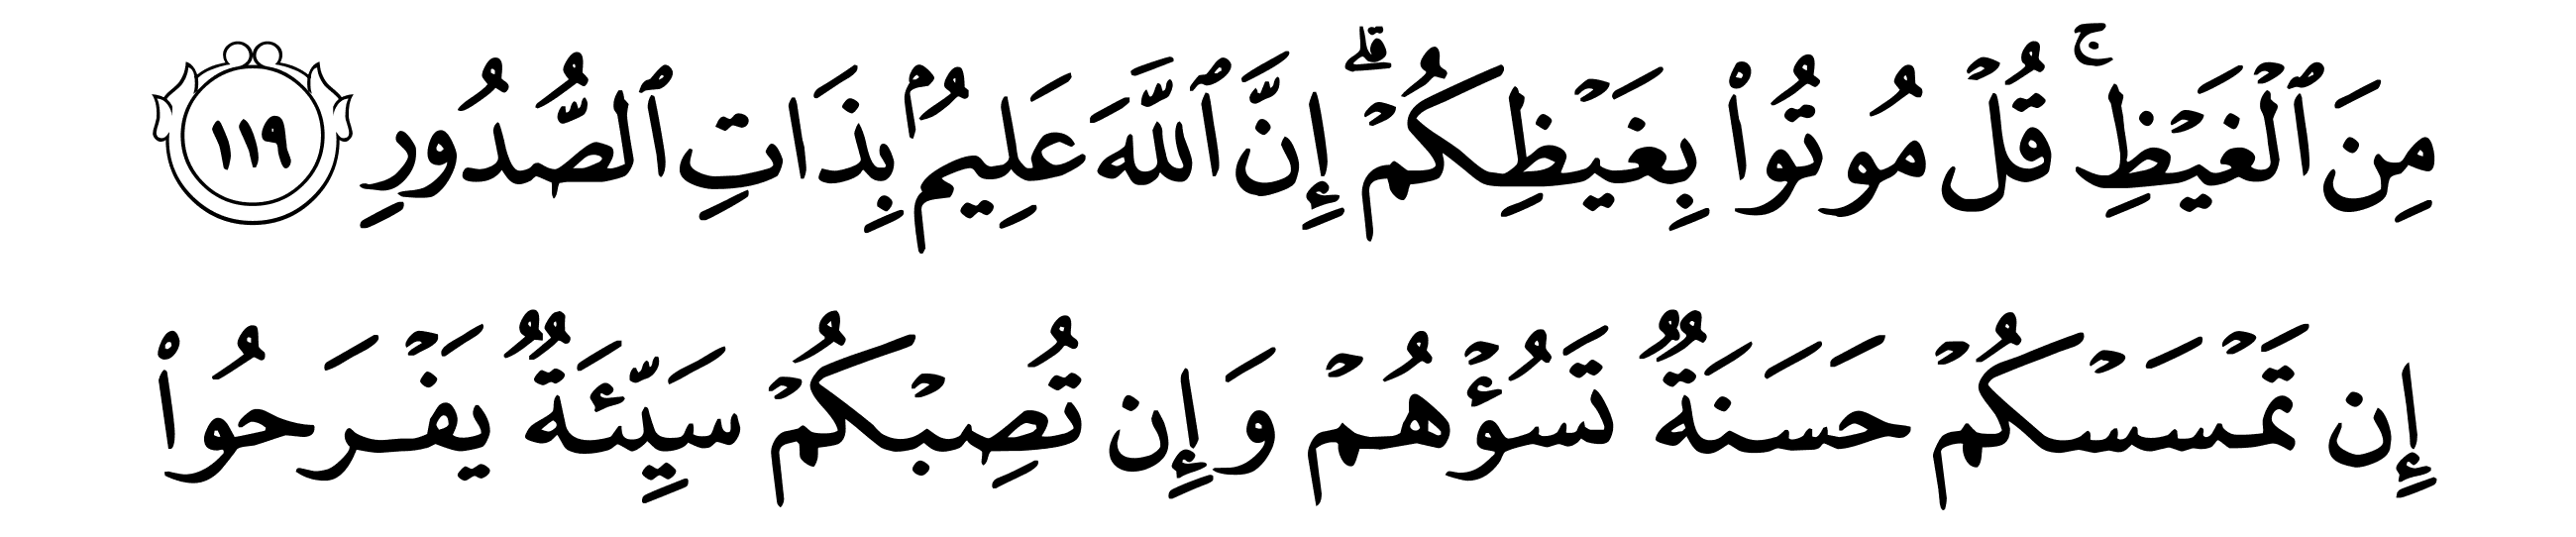 مِنَ ٱلْغَيْظِ ۚ قُلْ مُوتُوا۟ بِغَيْظِكُمْ ۗ إِنَّ ٱللَّهَ عَلِيمٌۢ بِذَاتِ ٱلصُّدُورِ ١١٩
إِن تَمْسَسْكُمْ حَسَنَةٌ تَسُؤْهُمْ وَإِن تُصِبْكُمْ سَيِّئَةٌ يَفْرَحُوا۟